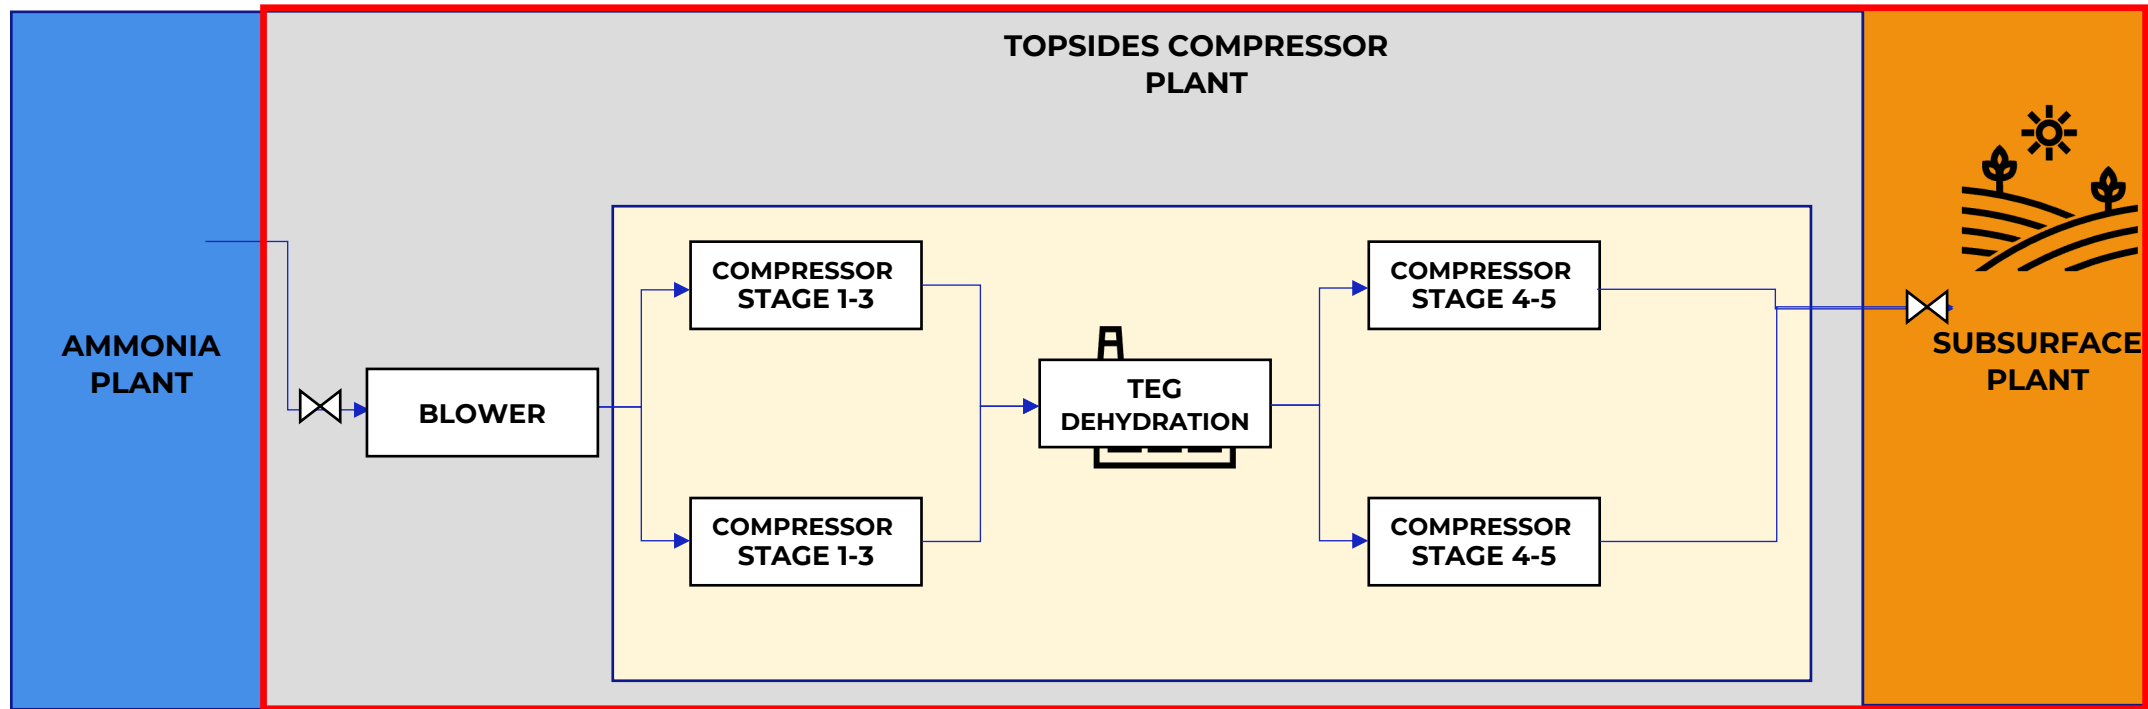 TOPSIDES COMPRESSOR
PLANT
AMMONIA
PLANT
BLOWER
COMPRESSOR
STAGE 1-3
COMPRESSOR
STAGE 1-3
TEG
DEHYDRATION
COMPRESSOR
STAGE 4-5
COMPRESSOR
STAGE 4-5
SUBSURFACE
PLANT